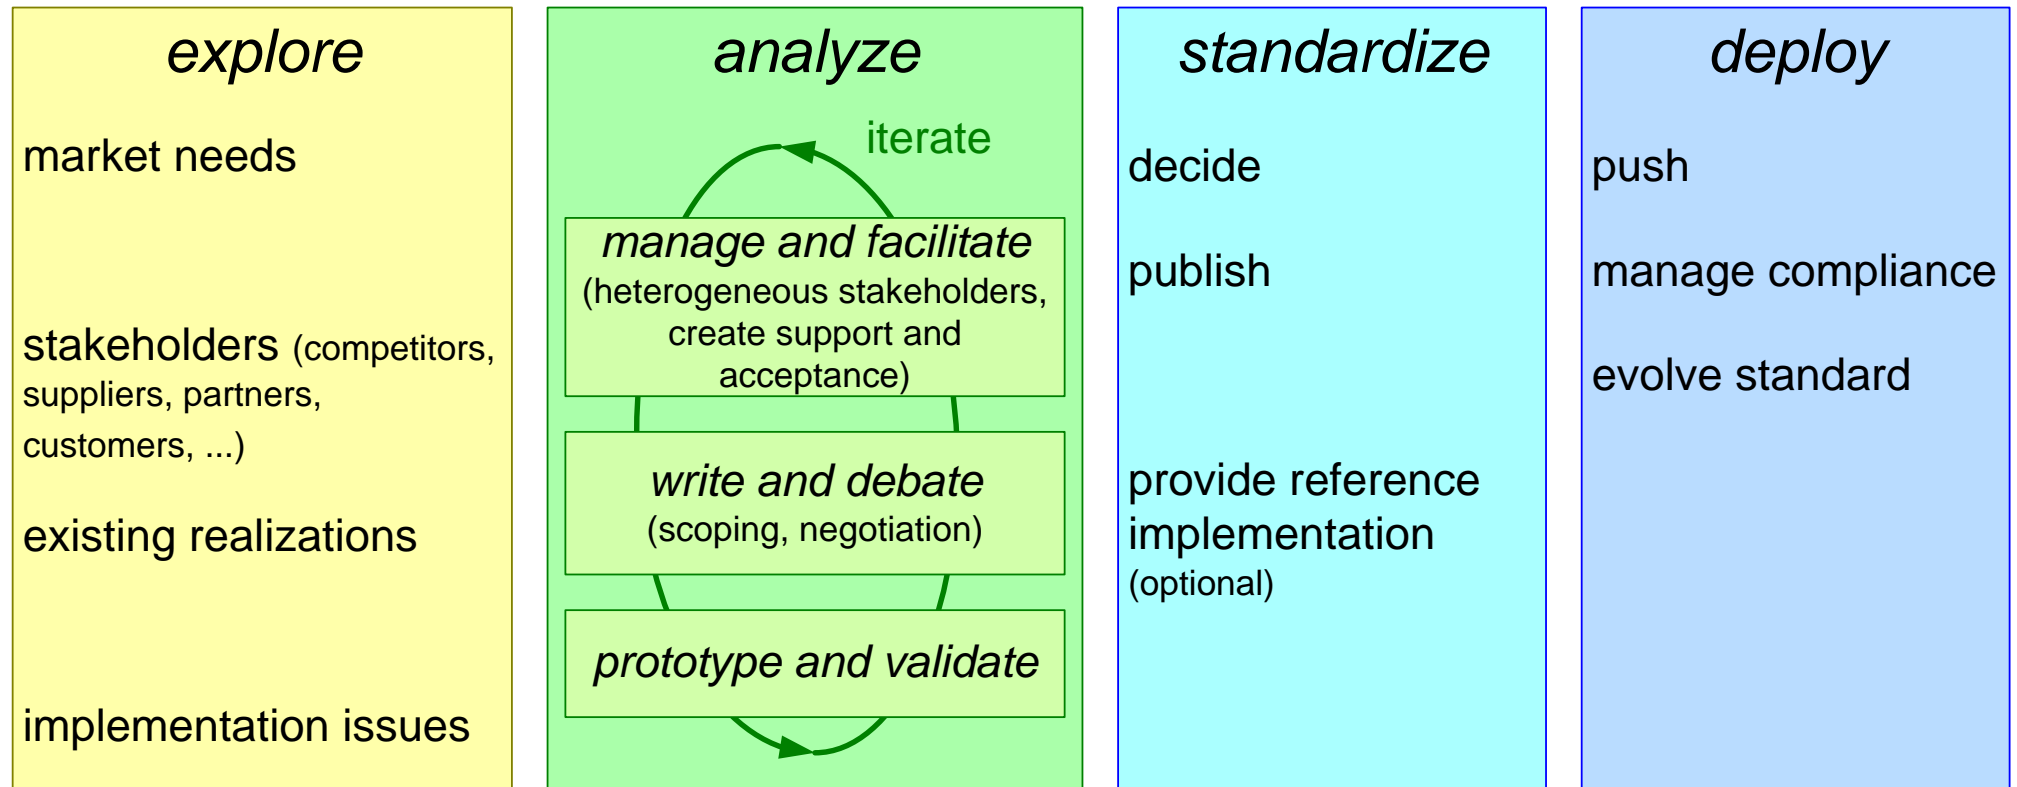 explore
market needs
stakeholders (competitors,
suppliers, partners,
customers, ...)
existing realizations
implementation issues
analyze
iterate
manage and facilitate
(heterogeneous stakeholders,
create support and
acceptance)
write and debate
(scoping, negotiation)
prototype and validate
standardize
decide
publish
provide reference
implementation
(optional)
deploy
push
manage compliance
evolve standard